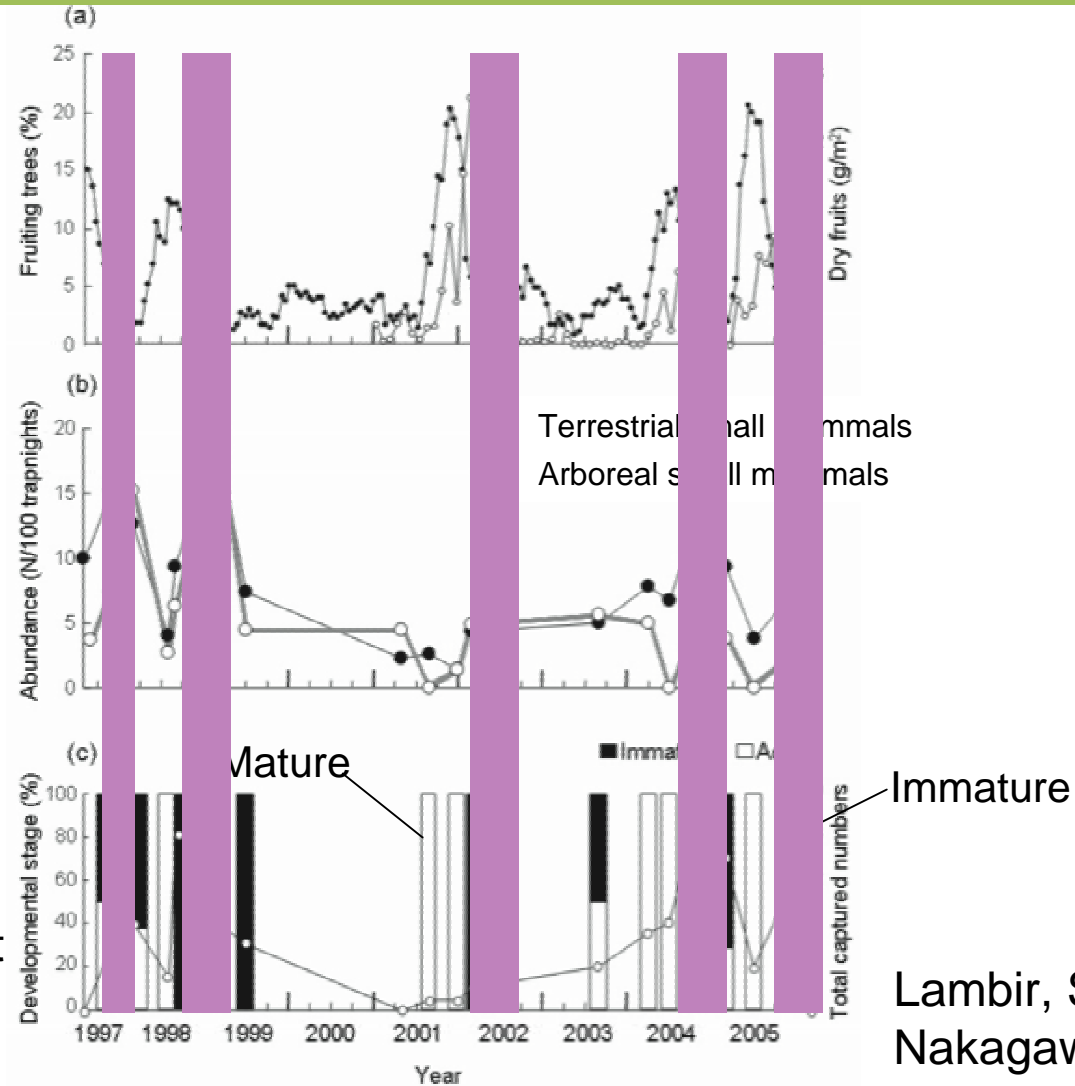 (a)
25
20
15
10
5
0
Fruiting trees (%)
Dry fruits (g/m²)
(b)
20
15
10
5
0
Abundance (N/100 trapnights)
Terrestrial mmals
Arboreal s ll m mals
(c)
Mature
Immat
A
Immature
100
80
60
40
20
0
Developmental stage (%)
Total captured numbers
1997 1998 1999 2000 2001 2002 2003 2004 2005
Year
Lambir, S
Nakagaw